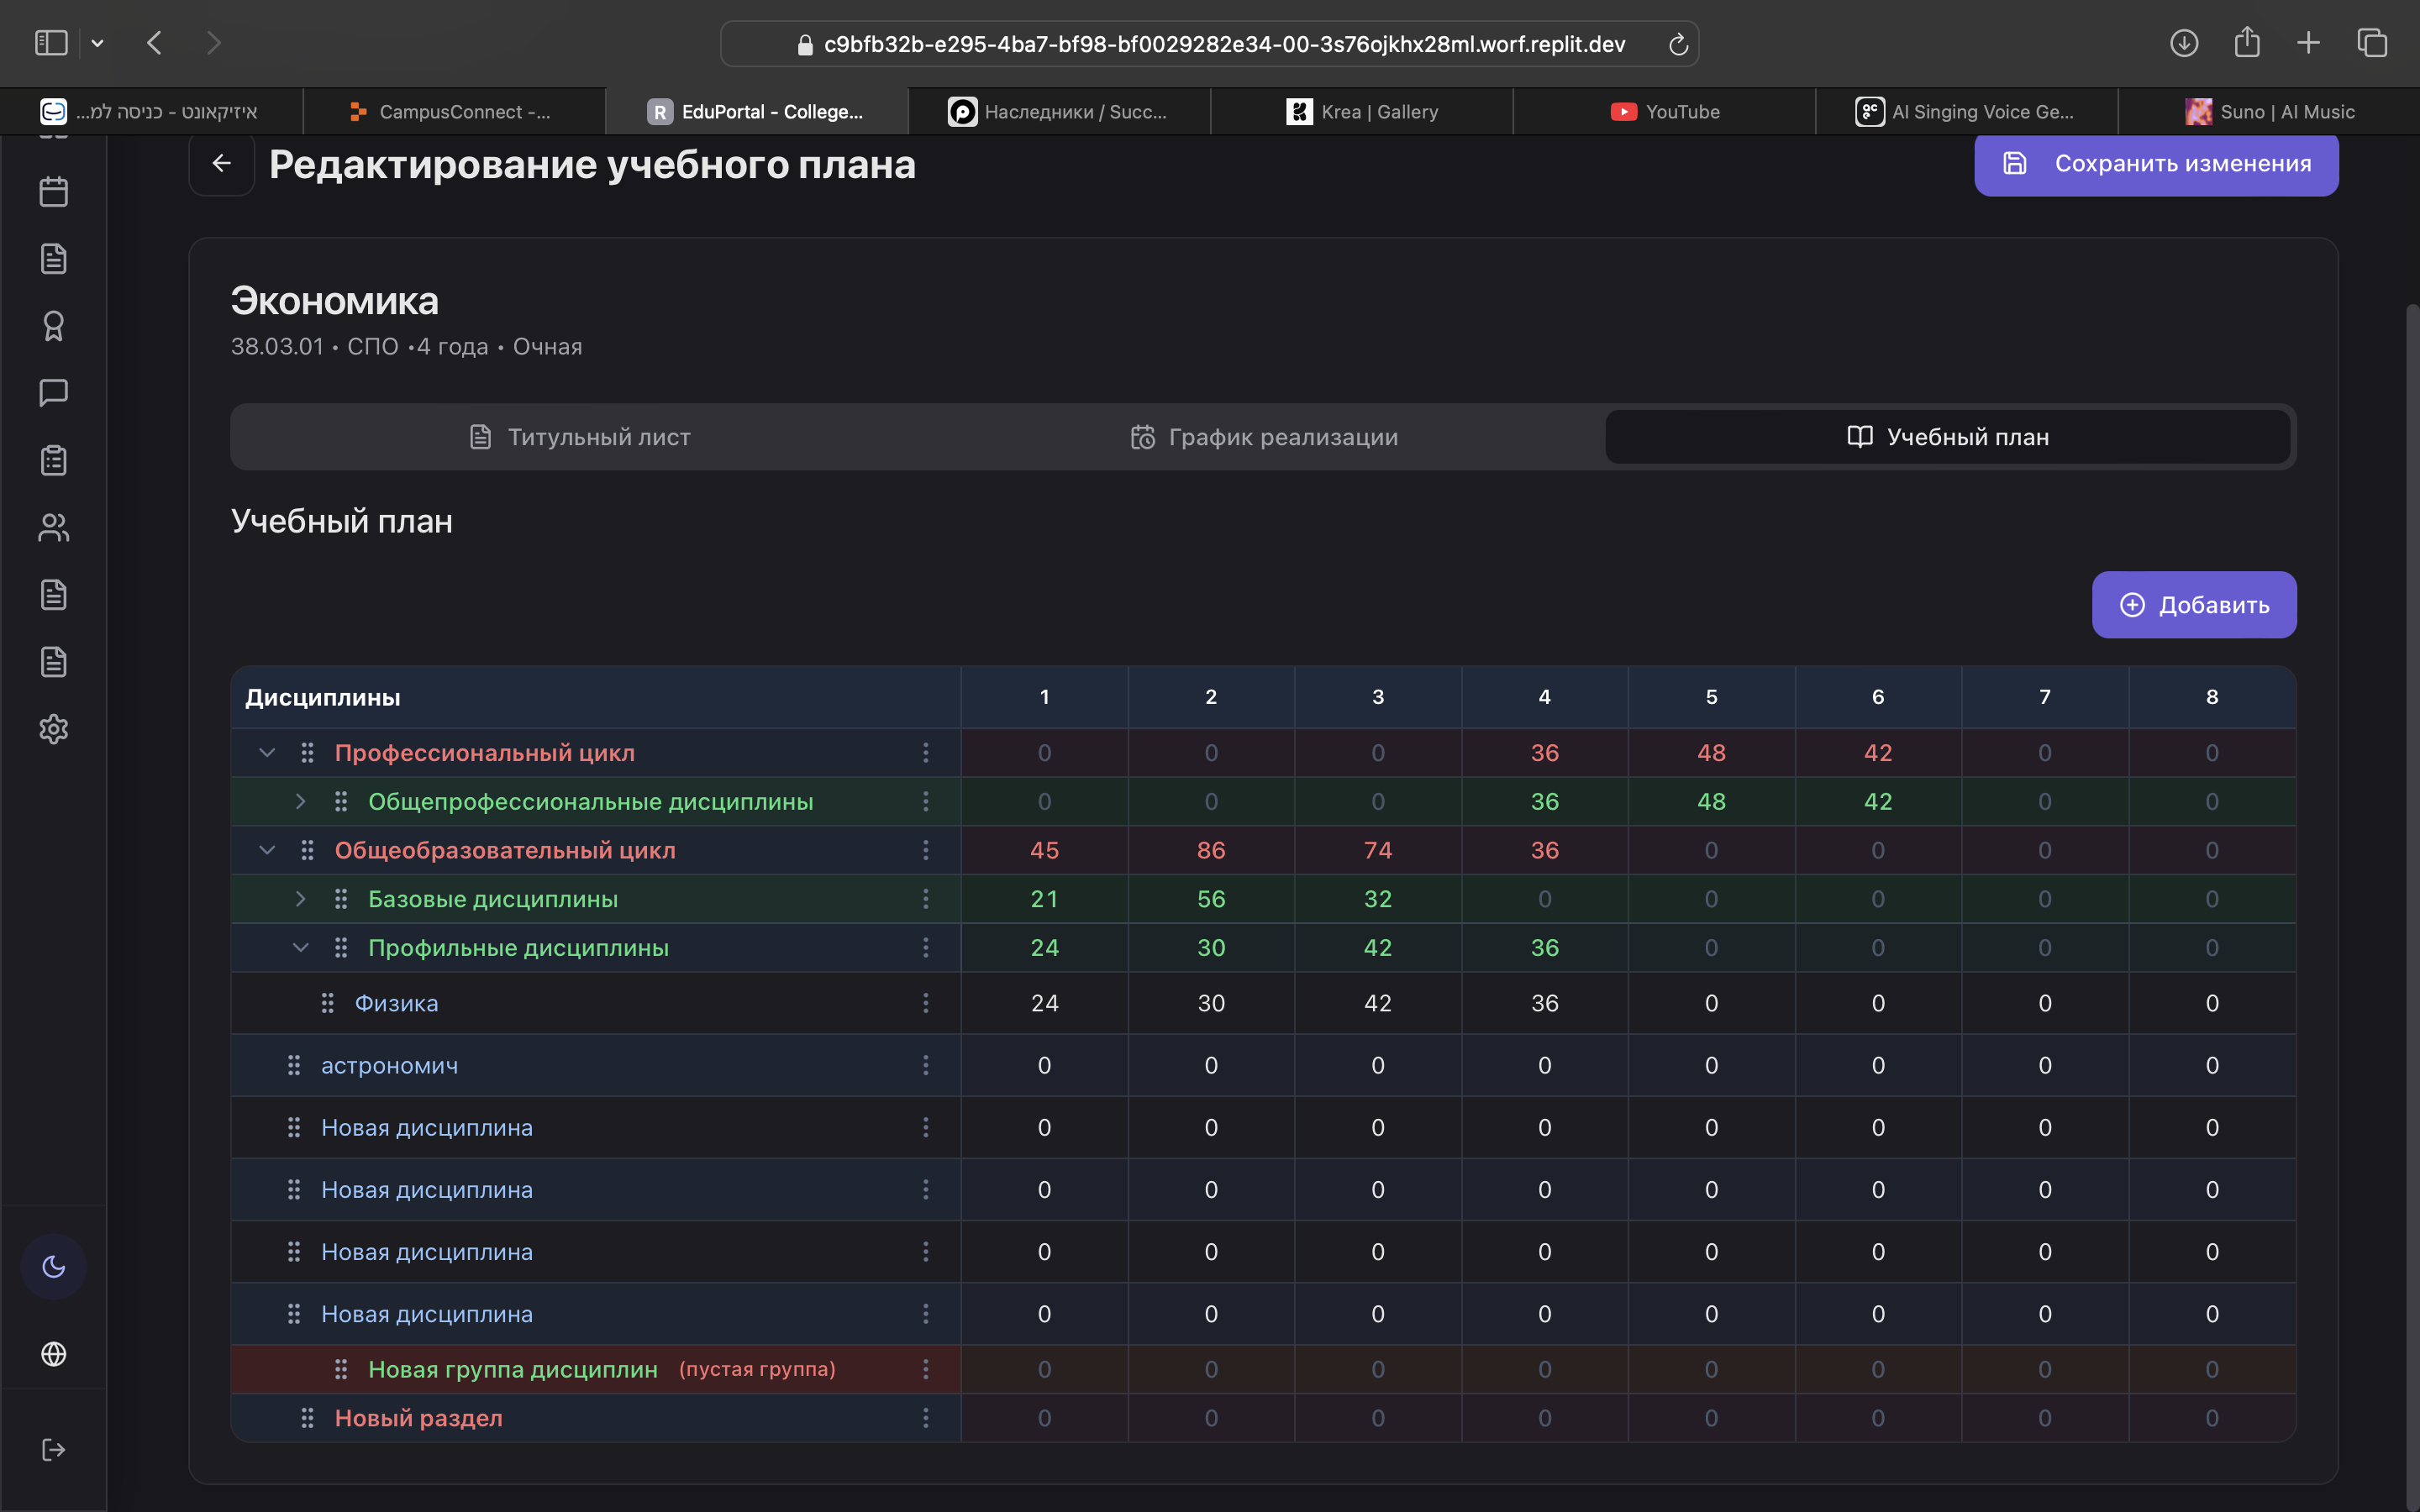 c9bfb32b-e295-4ba7-bf98-bf0029282e34-00-3s76ojkhx28ml.worf.replit.dev
איזיקאונט - כניסה למ...
CampusConnect -...
R EduPortal - College...
Наследники / Succ...
Krea | Gallery
YouTube
AI Singing Voice Ge...
Suno | AI Music
Редактирование учебного плана
Сохранить изменения
Экономика
38.03.01 • СПО •4 года • Очная
Титульный лист
График реализации
Учебный план
Учебный план
Добавить
Дисциплины 1 2 3 4 5 6 7 8
Профессиональный цикл 0 0 0 36 48 42 0 0
Общепрофессиональные дисциплины 0 0 0 36 48 42 0 0
Общеобразовательный цикл 45 86 74 36 0 0 0 0
Базовые дисциплины 21 56 32 0 0 0 0 0
Профильные дисциплины 24 30 42 36 0 0 0 0
Физика 24 30 42 36 0 0 0 0
астрономич 0 0 0 0 0 0 0 0
Новая дисциплина 0 0 0 0 0 0 0 0
Новая дисциплина 0 0 0 0 0 0 0 0
Новая дисциплина 0 0 0 0 0 0 0 0
Новая дисциплина 0 0 0 0 0 0 0 0
Новая группа дисциплин (пустая группа) 0 0 0 0 0 0 0 0
Новый раздел 0 0 0 0 0 0 0 0